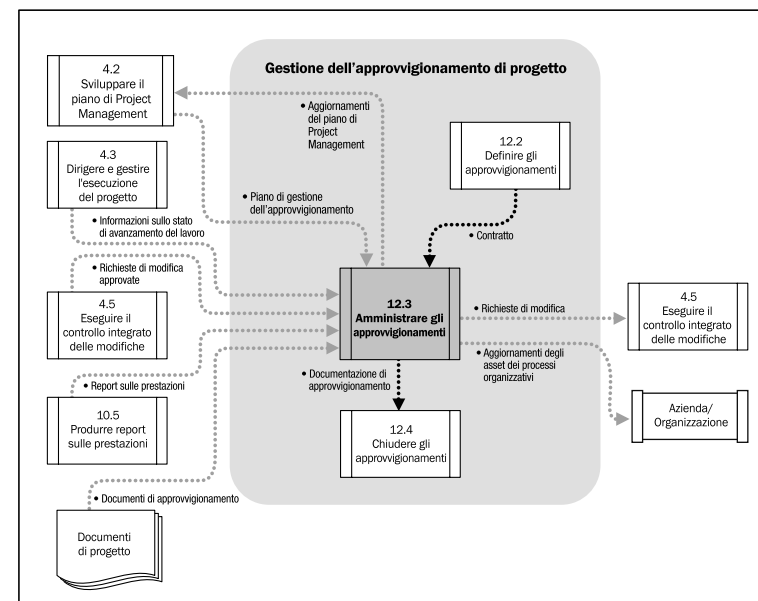 Gestione dell'approvvigionamento di progetto
4.2
Sviluppare il
piano di Project
Management
• Aggiornamenti
del piano di
Project
Management
12.2
Definire gli
approvvigionamenti
4.3
Dirigere e gestire
l'esecuzione
del progetto
• Piano di gestione
dell'approvvigionamento
• Informazioni sullo stato
di avanzamento del lavoro
• Contratto
• Richieste di modifica
approvate
4.5
Eseguire il
controllo integrato
delle modifiche
12.3
Amministrare gli
approvvigionamenti
• Richieste di modifica
4.5
Eseguire il
controllo integrato
delle modifiche
• Aggiornamenti degli
asset dei processi
organizzativi
• Documentazione di
approvvigionamento
• Report sulle prestazioni
10.5
Produrre report
sulle prestazioni
12.4
Chiudere gli
approvvigionamenti
Azienda/
Organizzazione
• Documenti di approvvigionamento
Documenti
di progetto